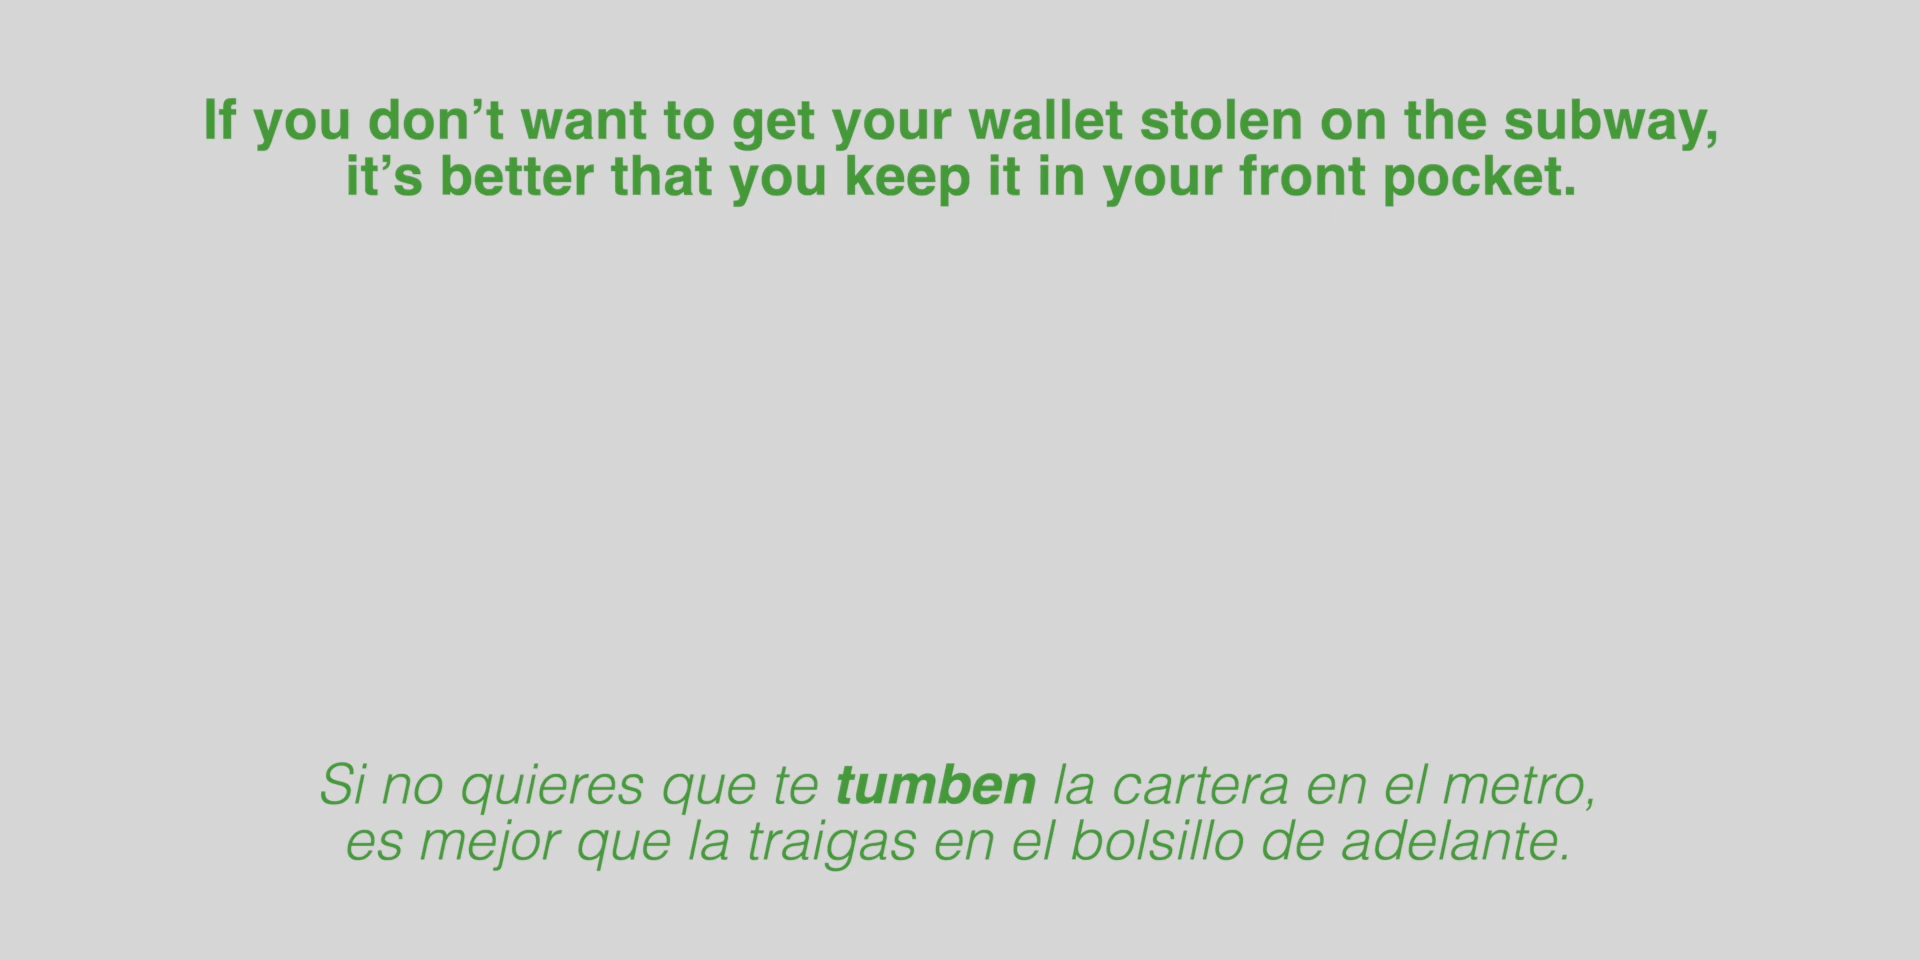 If you don’t want to get your wallet stolen on the subway,
it’s better that you keep it in your front pocket.
Si no quieres que te tumben la cartera en el metro,
es mejor que la traigas en el bolsillo de adelante.